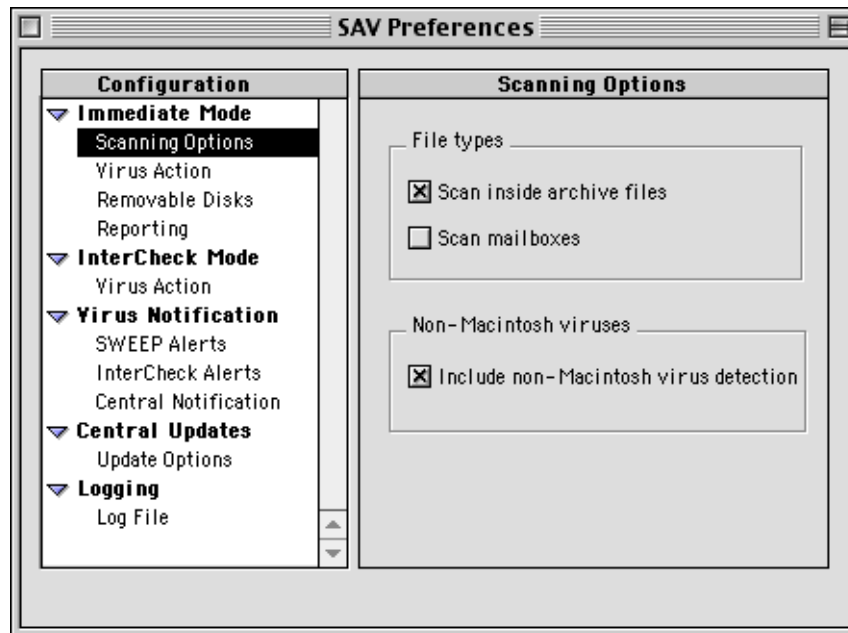 SAV Preferences
Configuration
Immediate Mode
Scanning Options
Virus Action
Removable Disks
Reporting
InterCheck Mode
Virus Action
Virus Notification
SWEEP Alerts
InterCheck Alerts
Central Notification
Central Updates
Update Options
Logging
Log File
Scanning Options
File types
Scan inside archive files
Scan mailboxes
Non-Macintosh viruses
Include non-Macintosh virus detection